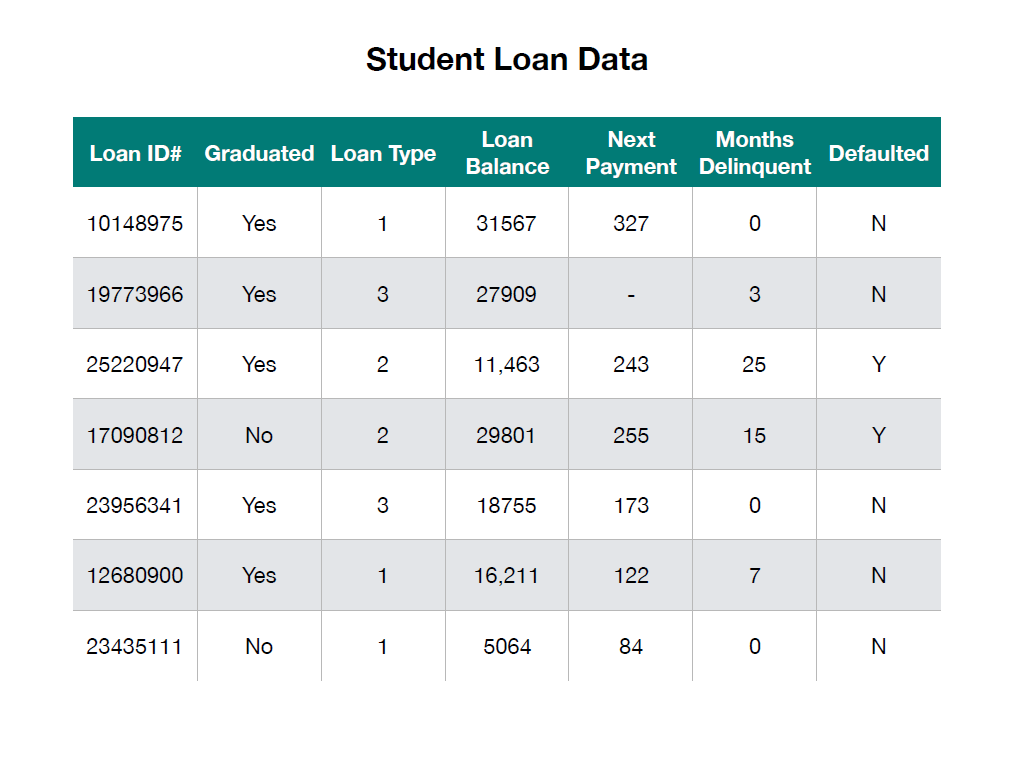 Student Loan Data
Loan ID# Graduated Loan Type Loan Balance Next Payment Months Delinquent Defaulted
10148975 Yes 1 31567 327 0 N
19773966 Yes 3 27909 - 3 N
25220947 Yes 2 11,463 243 25 Y
17090812 No 2 29801 255 15 Y
23956341 Yes 3 18755 173 0 N
12680900 Yes 1 16,211 122 7 N
23435111 No 1 5064 84 0 N